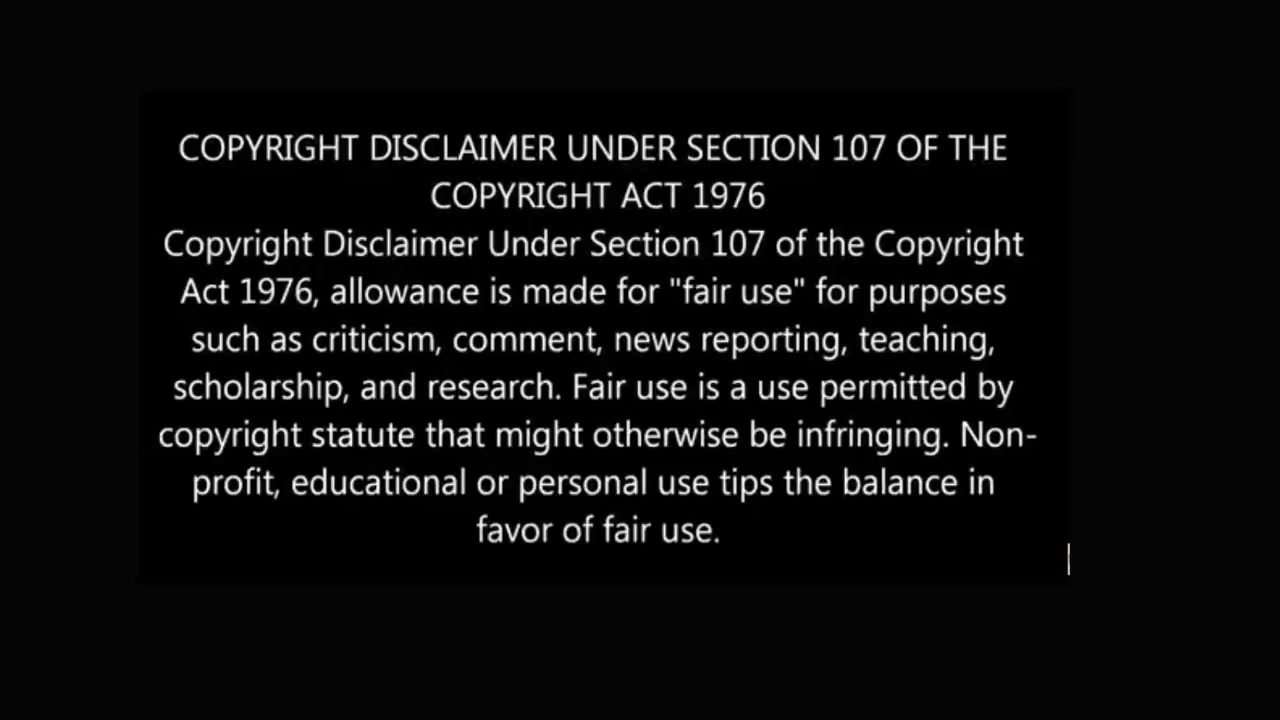 COPYRIGHT DISCLAIMER UNDER SECTION 107 OF THE
COPYRIGHT ACT 1976
Copyright Disclaimer Under Section 107 of the Copyright
Act 1976, allowance is made for "fair use" for purposes
such as criticism, comment, news reporting, teaching,
scholarship, and research. Fair use is a use permitted by
copyright statute that might otherwise be infringing. Non-
profit, educational or personal use tips the balance in
favor of fair use.